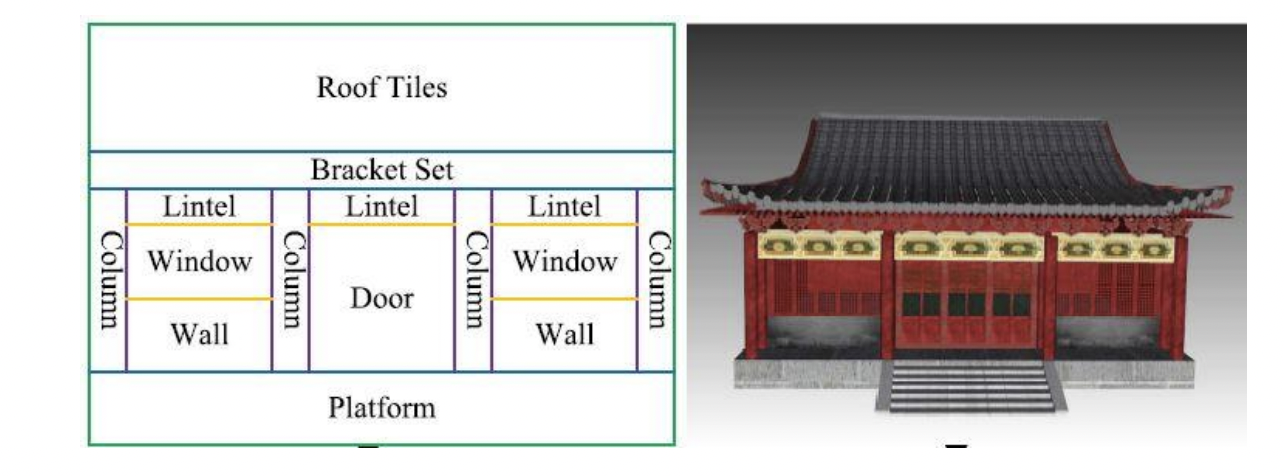 Roof Tiles
Bracket Set
Column
Lintel
Window
Wall
Column
Lintel
Door
Column
Lintel
Window
Wall
Column
Platform